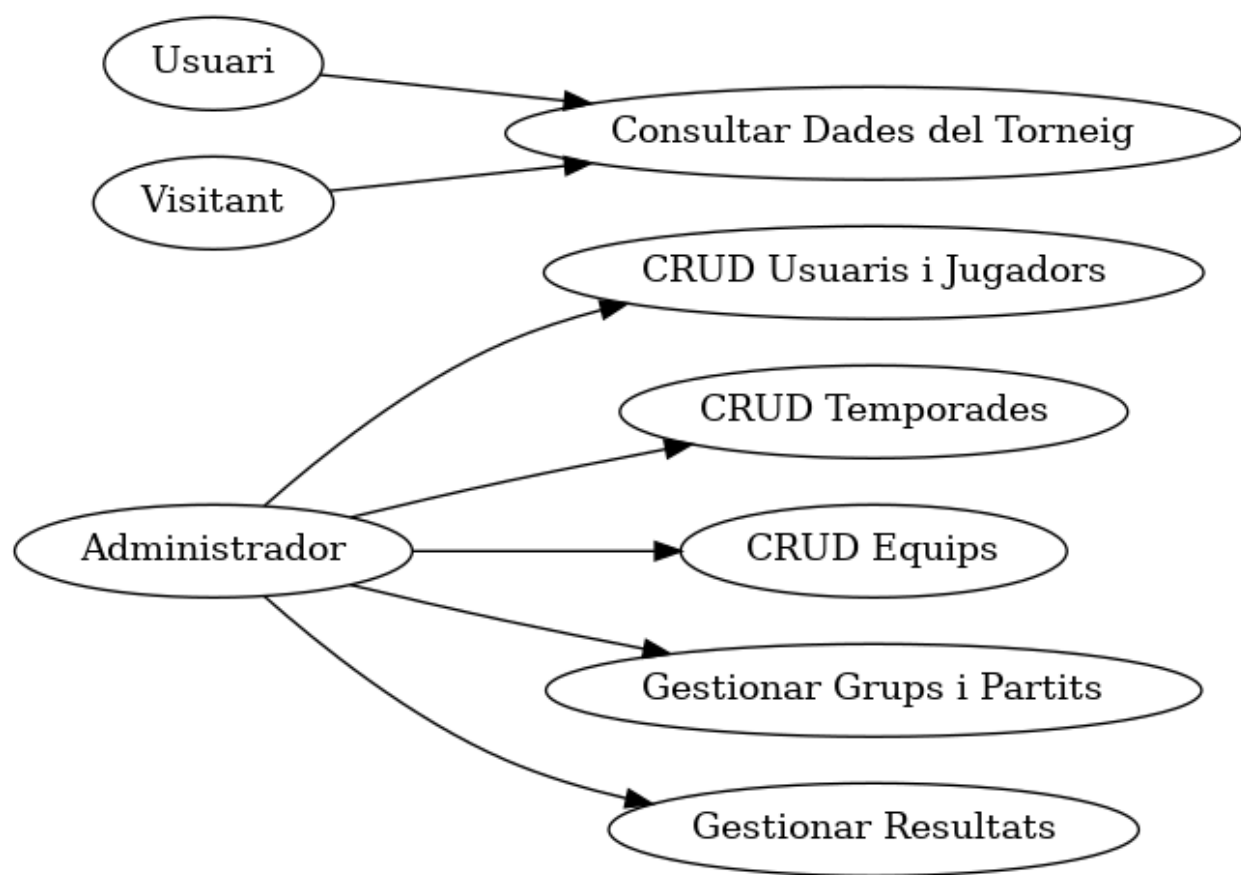 Usuari
Consultar Dades del Torneig
Visitant
CRUD Usuaris i Jugadors
CRUD Temporades
Administrador
CRUD Equips
Gestionar Grups i Partits
Gestionar Resultats